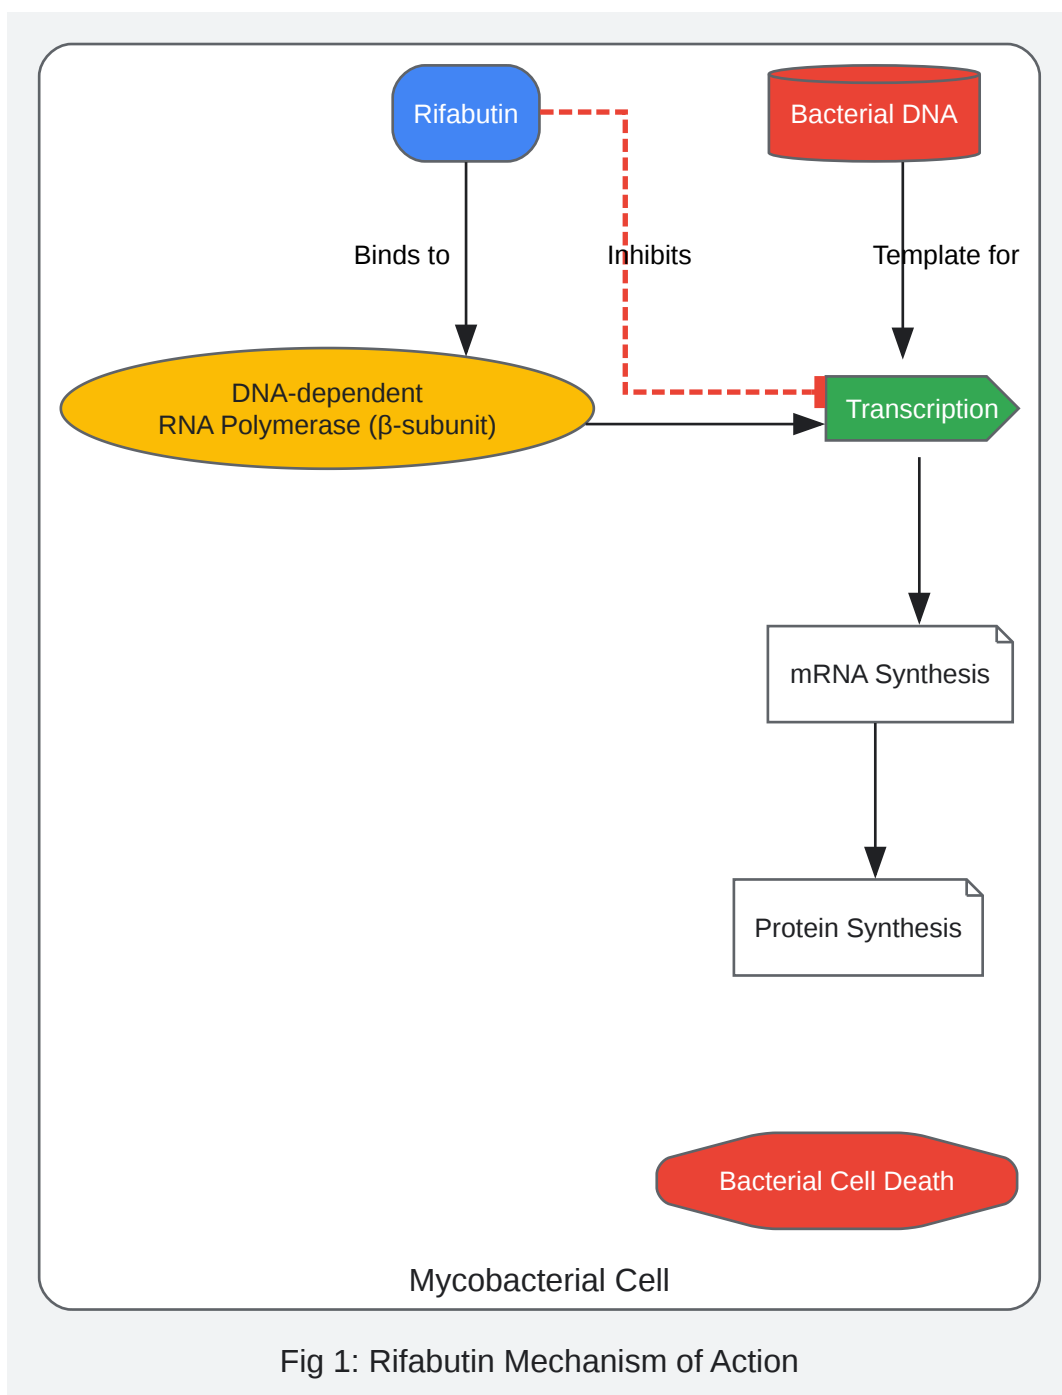 Rifabutin
Bacterial DNA
Binds to
Inhibits
Template for
DNA-dependent
RNA Polymerase (β-subunit)
Transcription
mRNA Synthesis
Protein Synthesis
Bacterial Cell Death
Mycobacterial Cell
Fig 1: Rifabutin Mechanism of Action